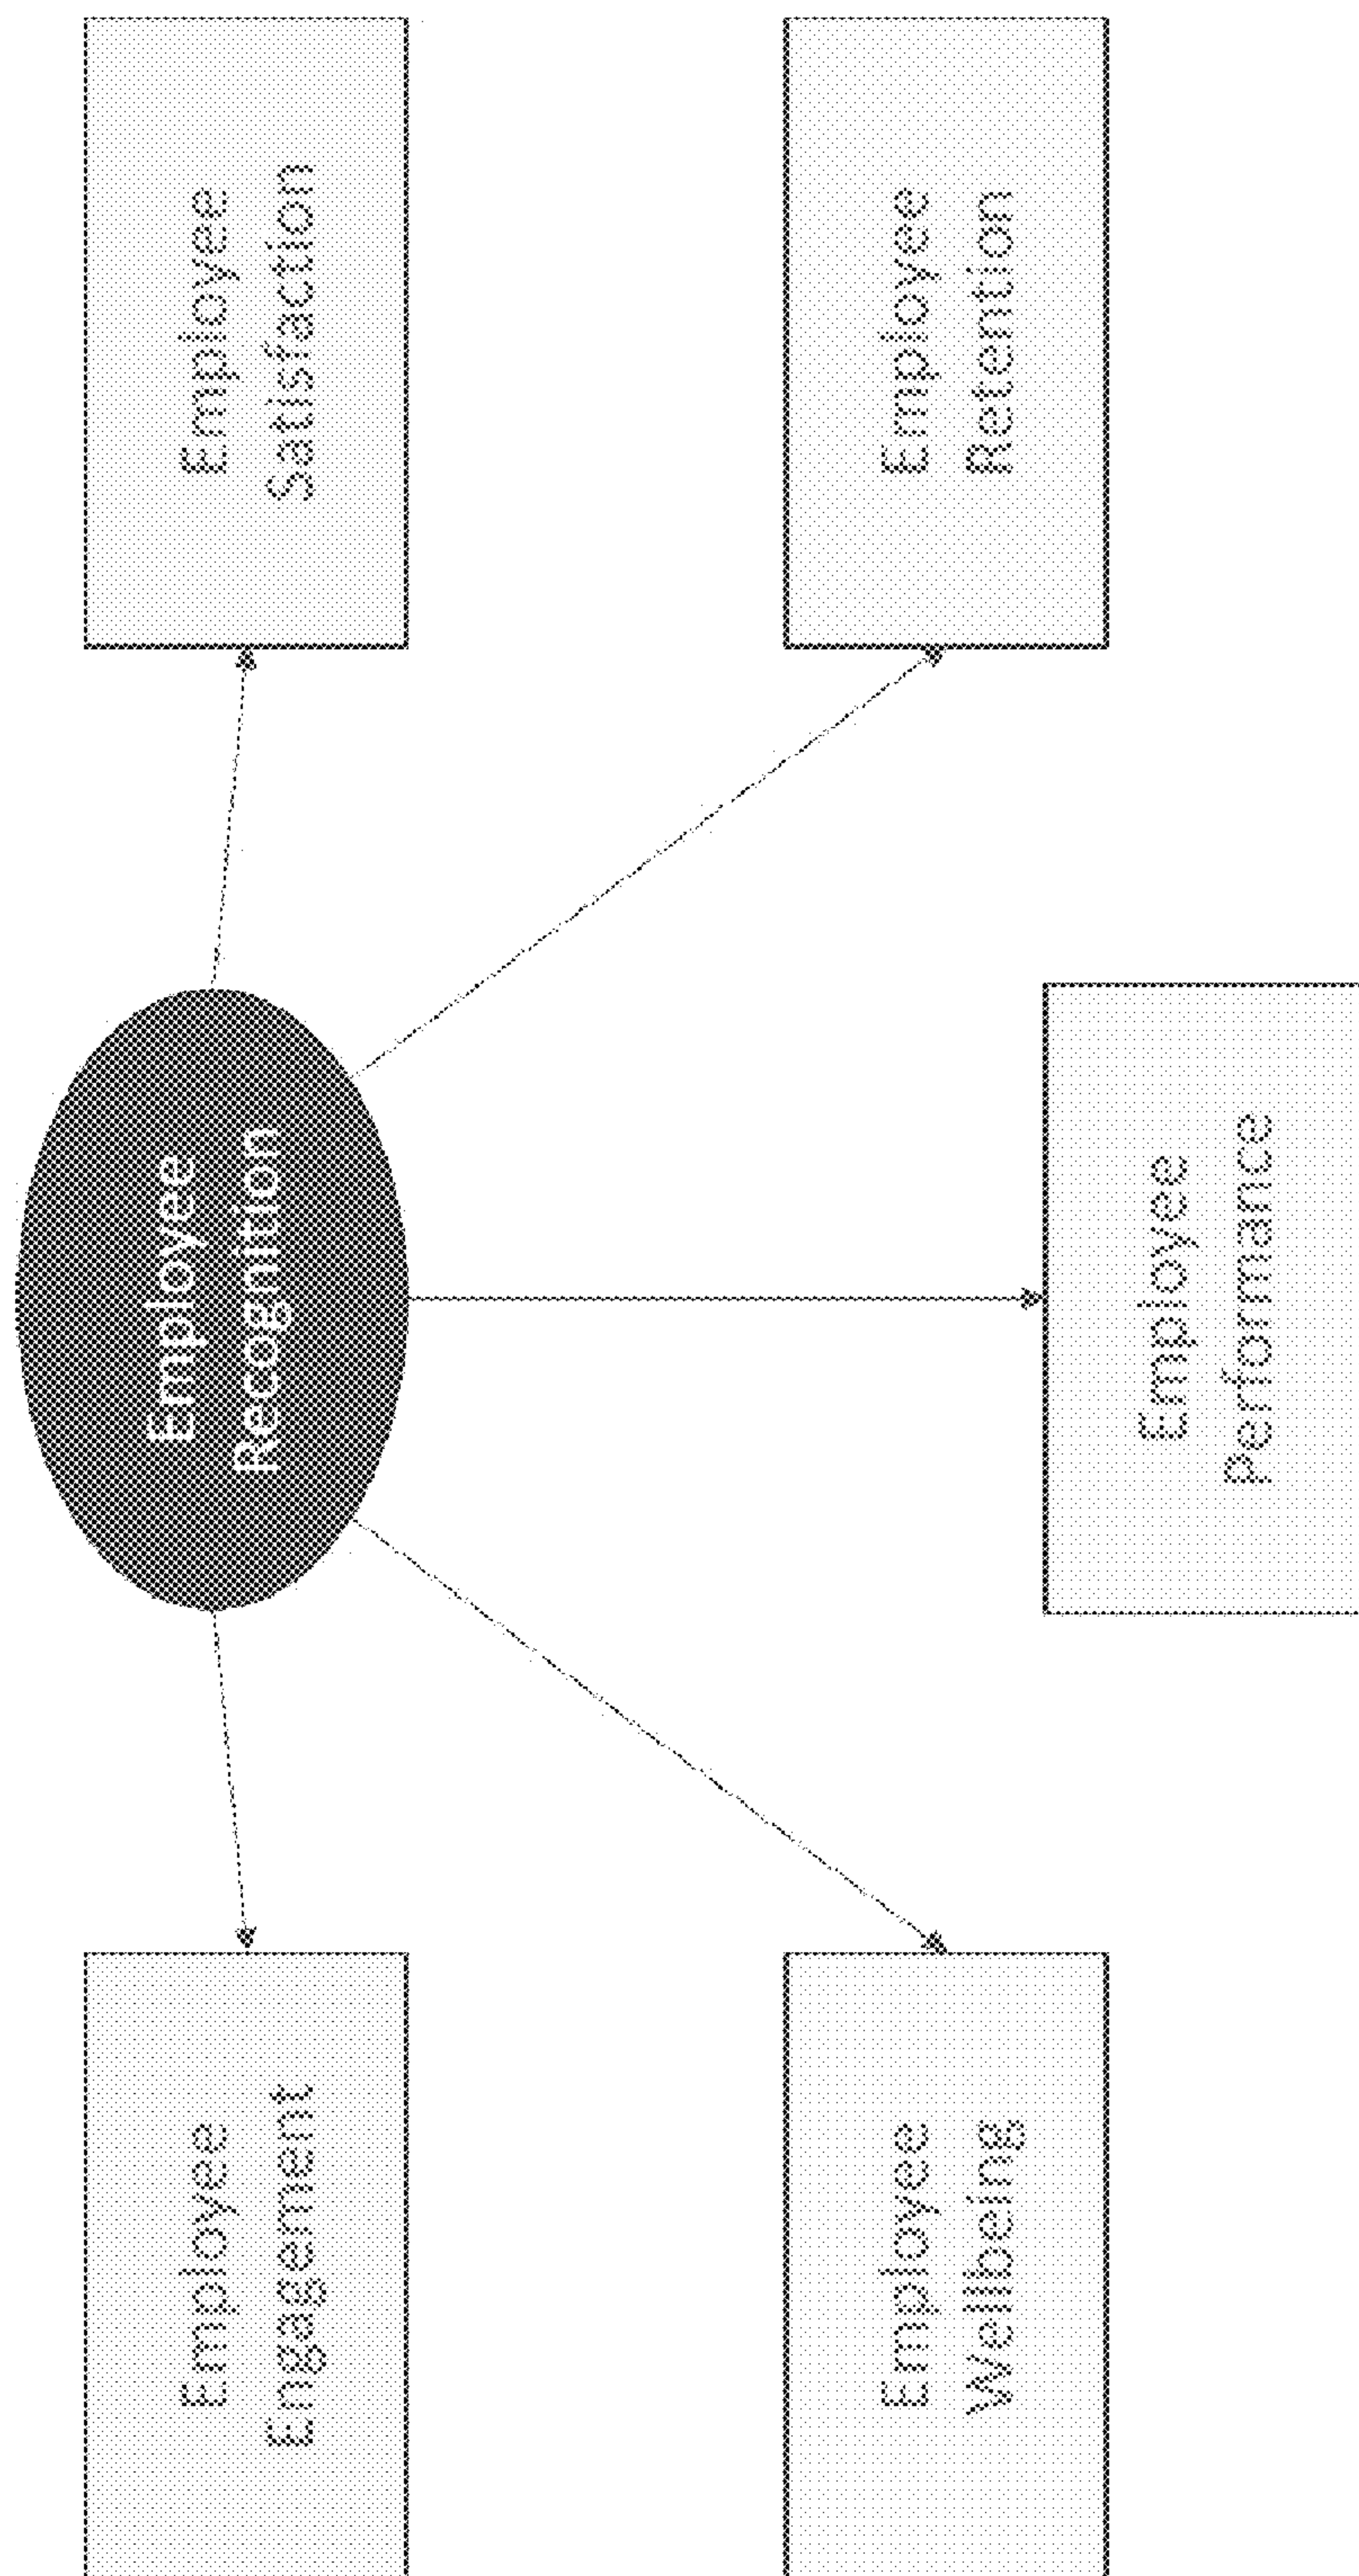 Employee
Engagement
Employee
Recognition
Employee
Satisfaction
Employee
Wellbeing
Employee
Retention
Employee
Performance